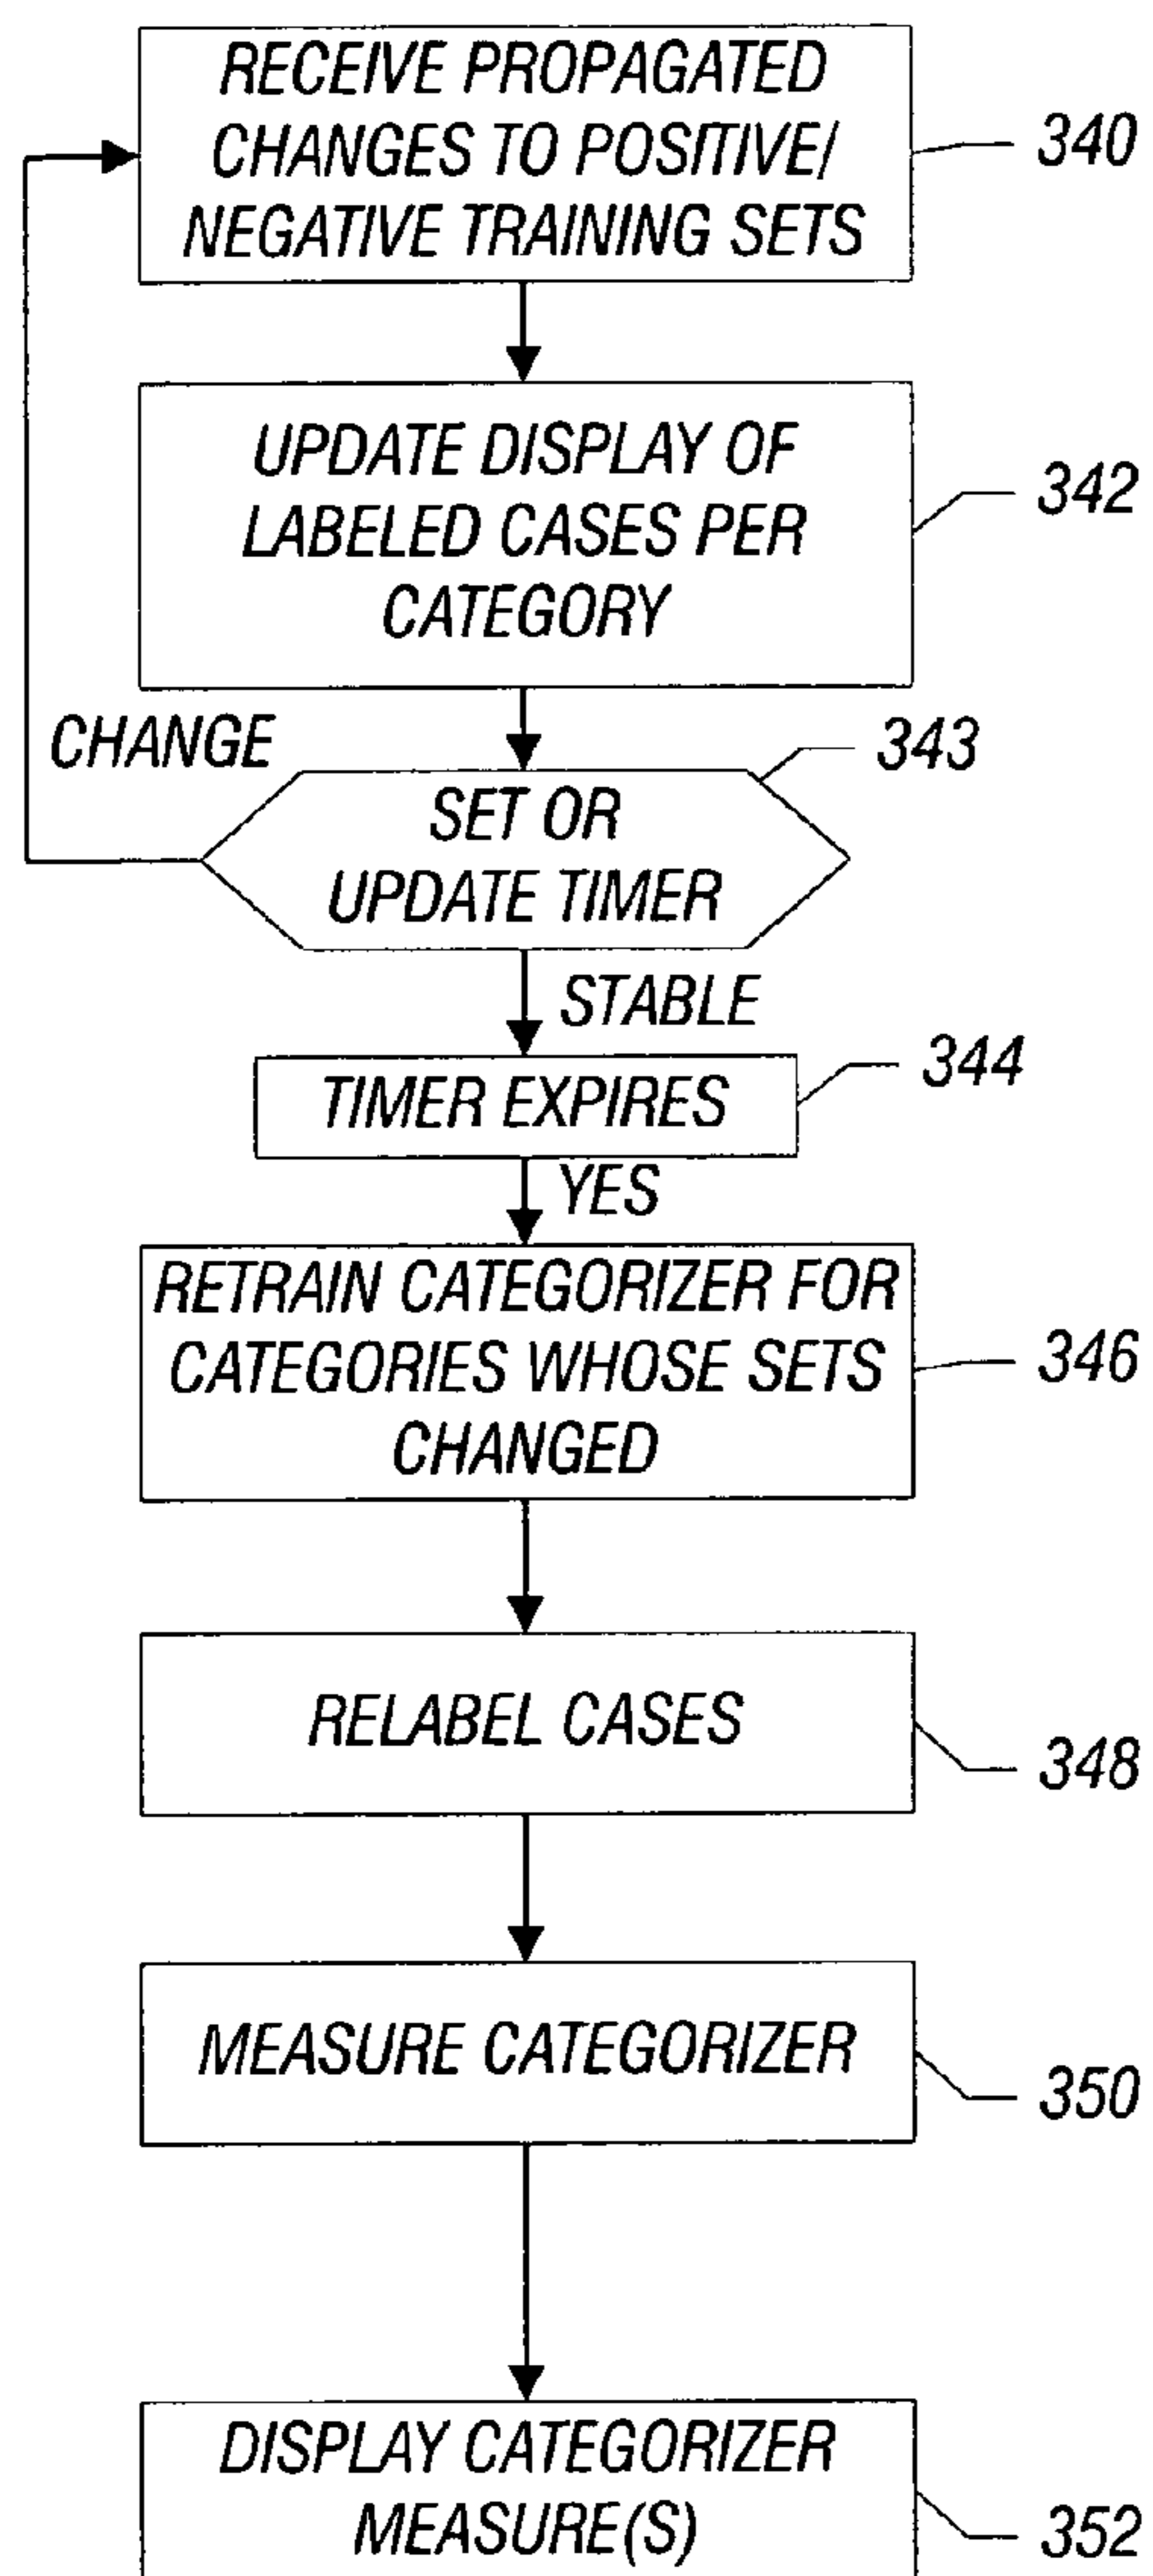 RECEIVE PROPAGATED
CHANGES TO POSITIVE/
NEGATIVE TRAINING SETS
340
UPDATE DISPLAY OF
LABELED CASES PER
CATEGORY
342
CHANGE
343
SET OR
UPDATE TIMER
STABLE
344
TIMER EXPIRES
YES
RETRAIN CATEGORIZER FOR
CATEGORIES WHOSE SETS
CHANGED
346
RELABEL CASES
348
MEASURE CATEGORIZER
350
DISPLAY CATEGORIZER
MEASURE(S)
352